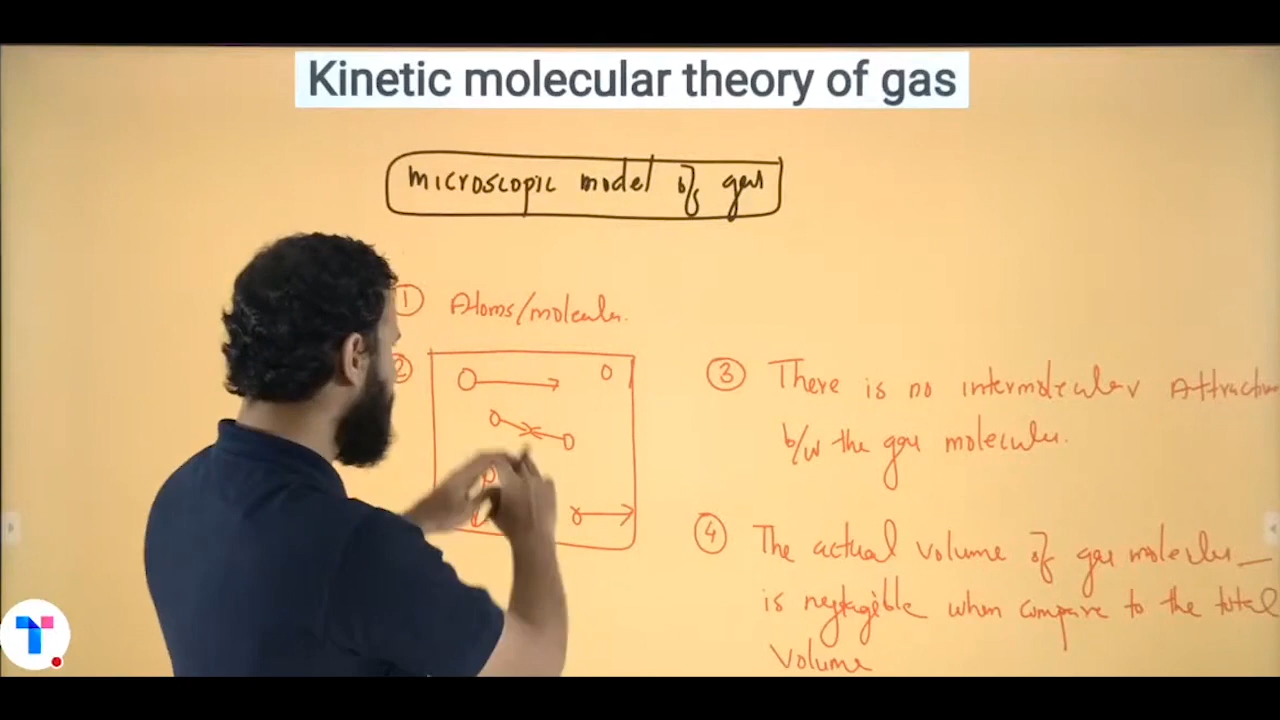 Kinetic molecular theory of gas
microscopic model of gas
① Atoms/molecules.
②
③ There is no intermolecular Attraction
b/w the gas molecules.
④ The actual volume of gas molecules
is negligible when compare to the total
Volume